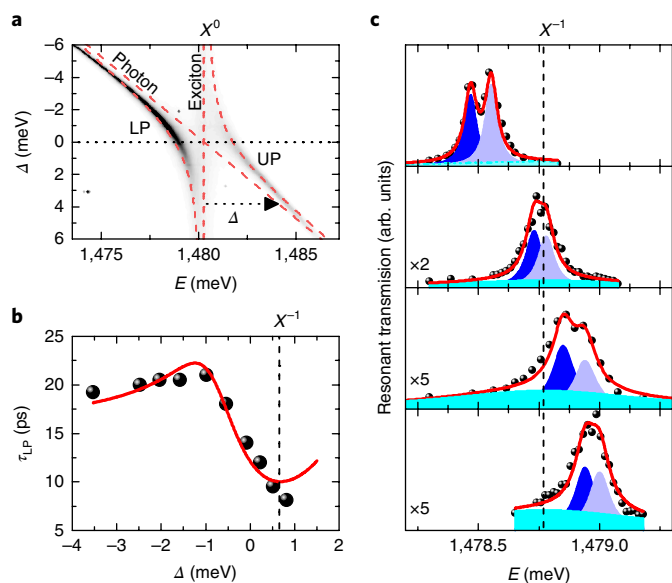 a
X⁰
–6
–4
–2
0
2
4
6
Δ (meV)
Photon
Exciton
LP
UP
Δ
1,475
1,480
1,485
E (meV)
b
X⁻¹
25
20
15
10
5
τLP (ps)
–4
–3
–2
–1
0
1
2
Δ (meV)
c
X⁻¹
Resonant transmision (arb. units)
×2
×5
×5
1,478.5
1,479.0
E (meV)